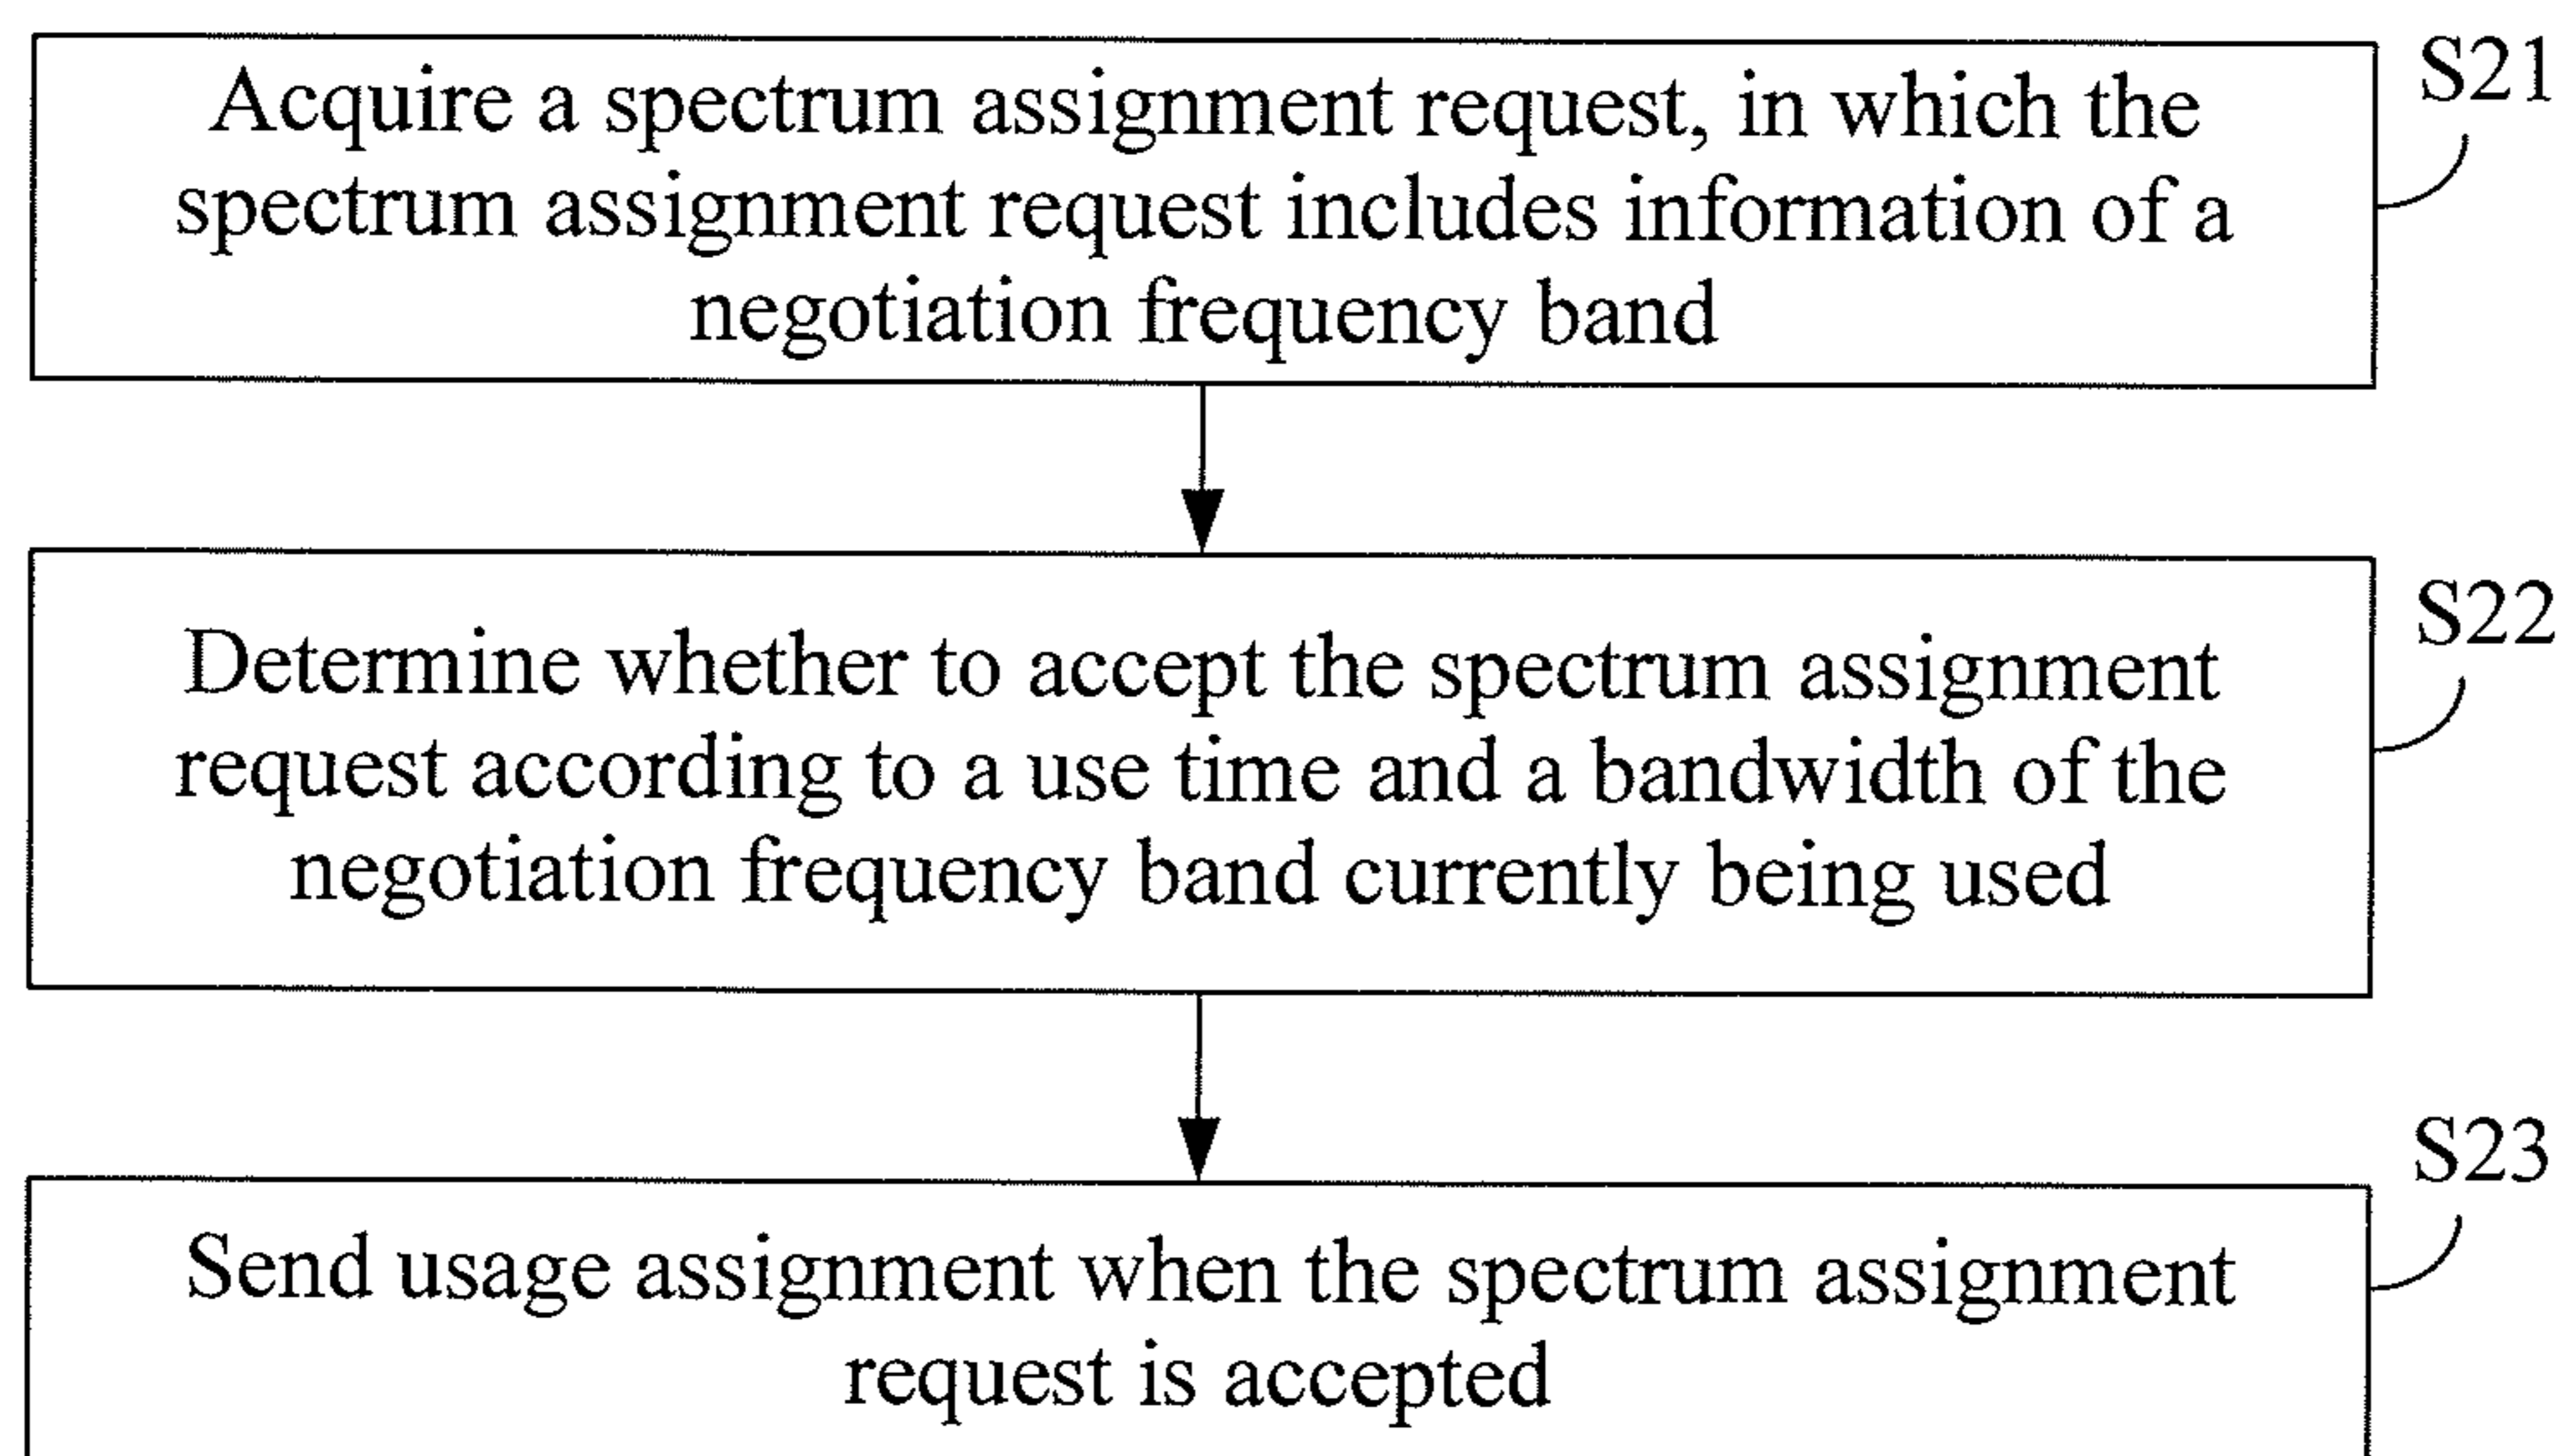 Acquire a spectrum assignment request, in which the
spectrum assignment request includes information of a
negotiation frequency band
S21
Determine whether to accept the spectrum assignment
request according to a use time and a bandwidth of the
negotiation frequency band currently being used
S22
Send usage assignment when the spectrum assignment
request is accepted
S23